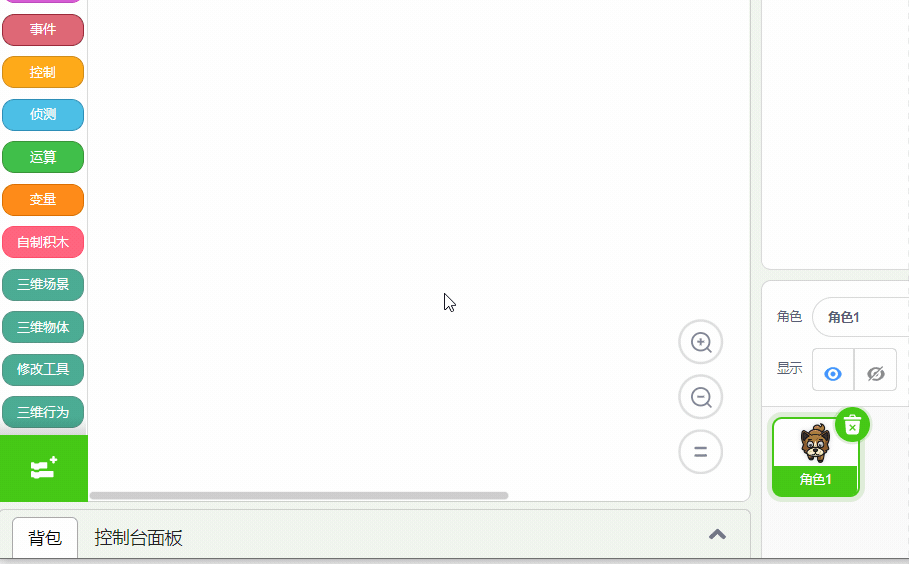 事件
控制
侦测
运算
变量
自制积木
三维场景
三维物体
修改工具
三维行为
角色 角色1
显示
角色1
背包 控制台面板